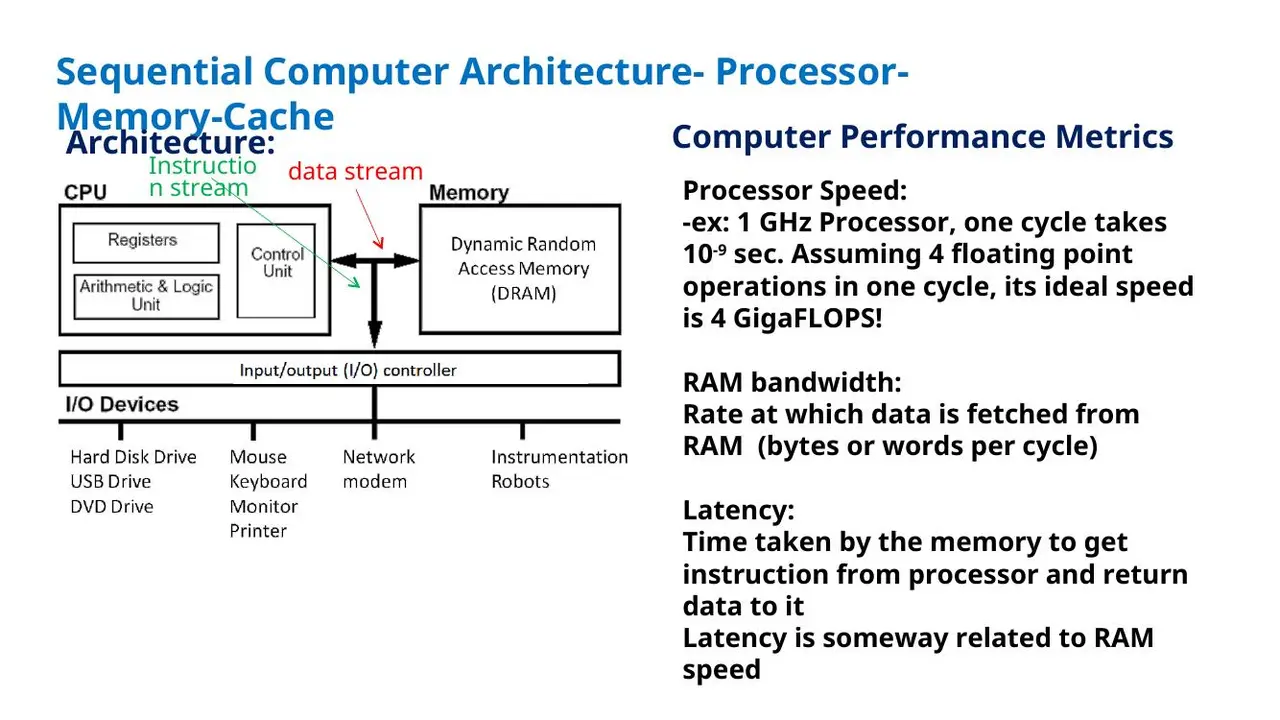 Sequential Computer Architecture- Processor-
Memory-Cache
Architecture:
Instructio
n stream
data stream
CPU
Memory
Registers
Arithmetic & Logic
Unit
Control
Unit
Dynamic Random
Access Memory
(DRAM)
Input/output (I/O) controller
I/O Devices
Hard Disk Drive
USB Drive
DVD Drive
Mouse
Keyboard
Monitor
Printer
Network
modem
Instrumentation
Robots
Computer Performance Metrics
Processor Speed:
-ex: 1 GHz Processor, one cycle takes
10⁻⁹ sec. Assuming 4 floating point
operations in one cycle, its ideal speed
is 4 GigaFLOPS!
RAM bandwidth:
Rate at which data is fetched from
RAM  (bytes or words per cycle)
Latency:
Time taken by the memory to get
instruction from processor and return
data to it
Latency is someway related to RAM
speed